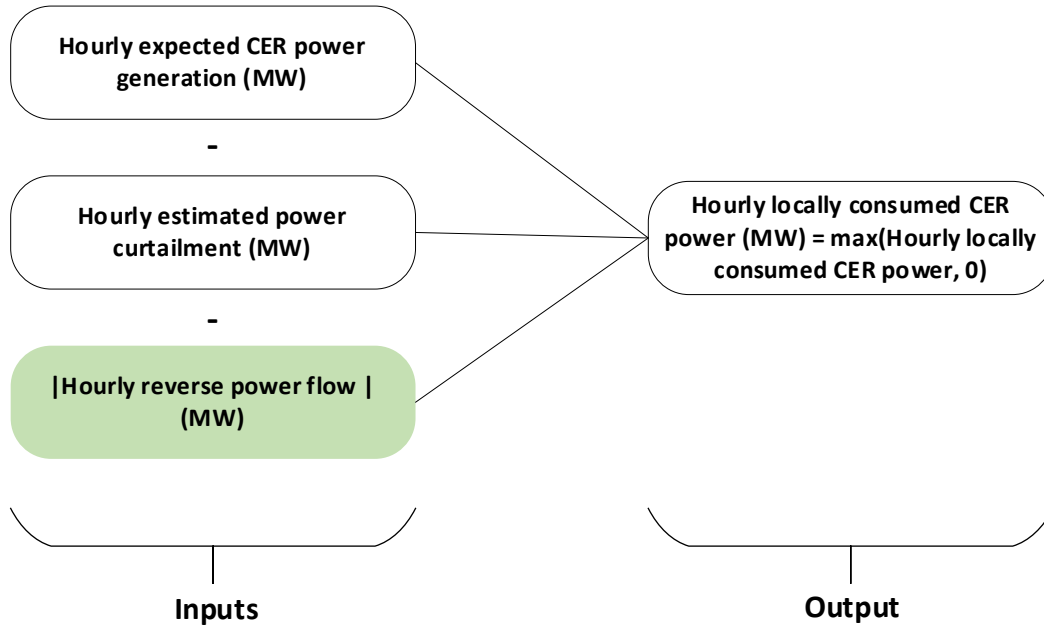 Hourly expected CER power
generation (MW)
-
Hourly estimated power
curtailment (MW)
-
|Hourly reverse power flow |
(MW)
Hourly locally consumed CER
power (MW) = max(Hourly locally
consumed CER power, 0)
Inputs
Output